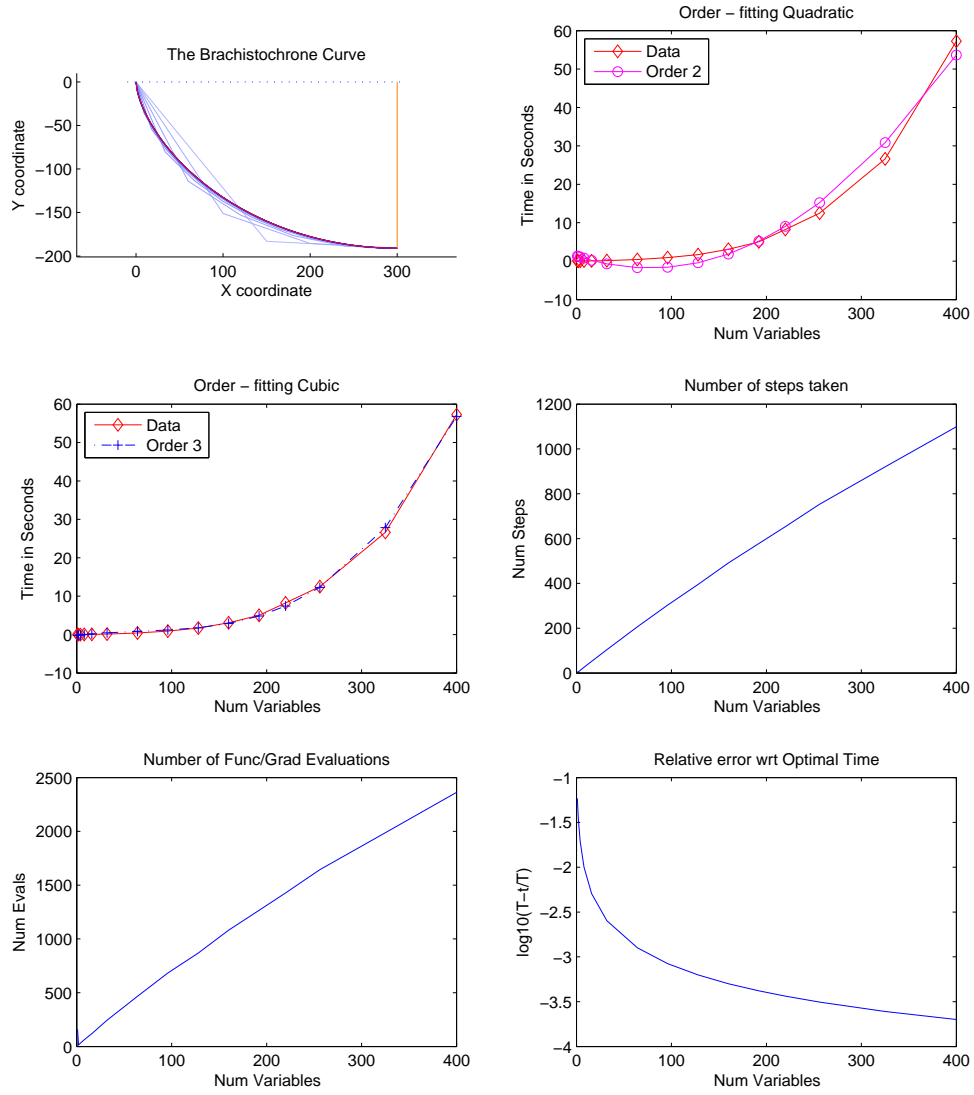 The Brachistochrone Curve
0
−50
−100
−150
−200
Y coordinate
0 100 200 300
X coordinate
Order − fitting Quadratic
Data
Order 2
60
50
40
30
20
10
0
−10
Time in Seconds
0 100 200 300 400
Num Variables
Order − fitting Cubic
Data
Order 3
60
50
40
30
20
10
0
−10
Time in Seconds
0 100 200 300 400
Num Variables
Number of steps taken
1200
1000
800
600
400
200
0
Num Steps
0 100 200 300 400
Num Variables
Number of Func/Grad Evaluations
2500
2000
1500
1000
500
0
Num Evals
0 100 200 300 400
Num Variables
Relative error wrt Optimal Time
−1
−1.5
−2
−2.5
−3
−3.5
−4
log10(T−t/T)
0 100 200 300 400
Num Variables